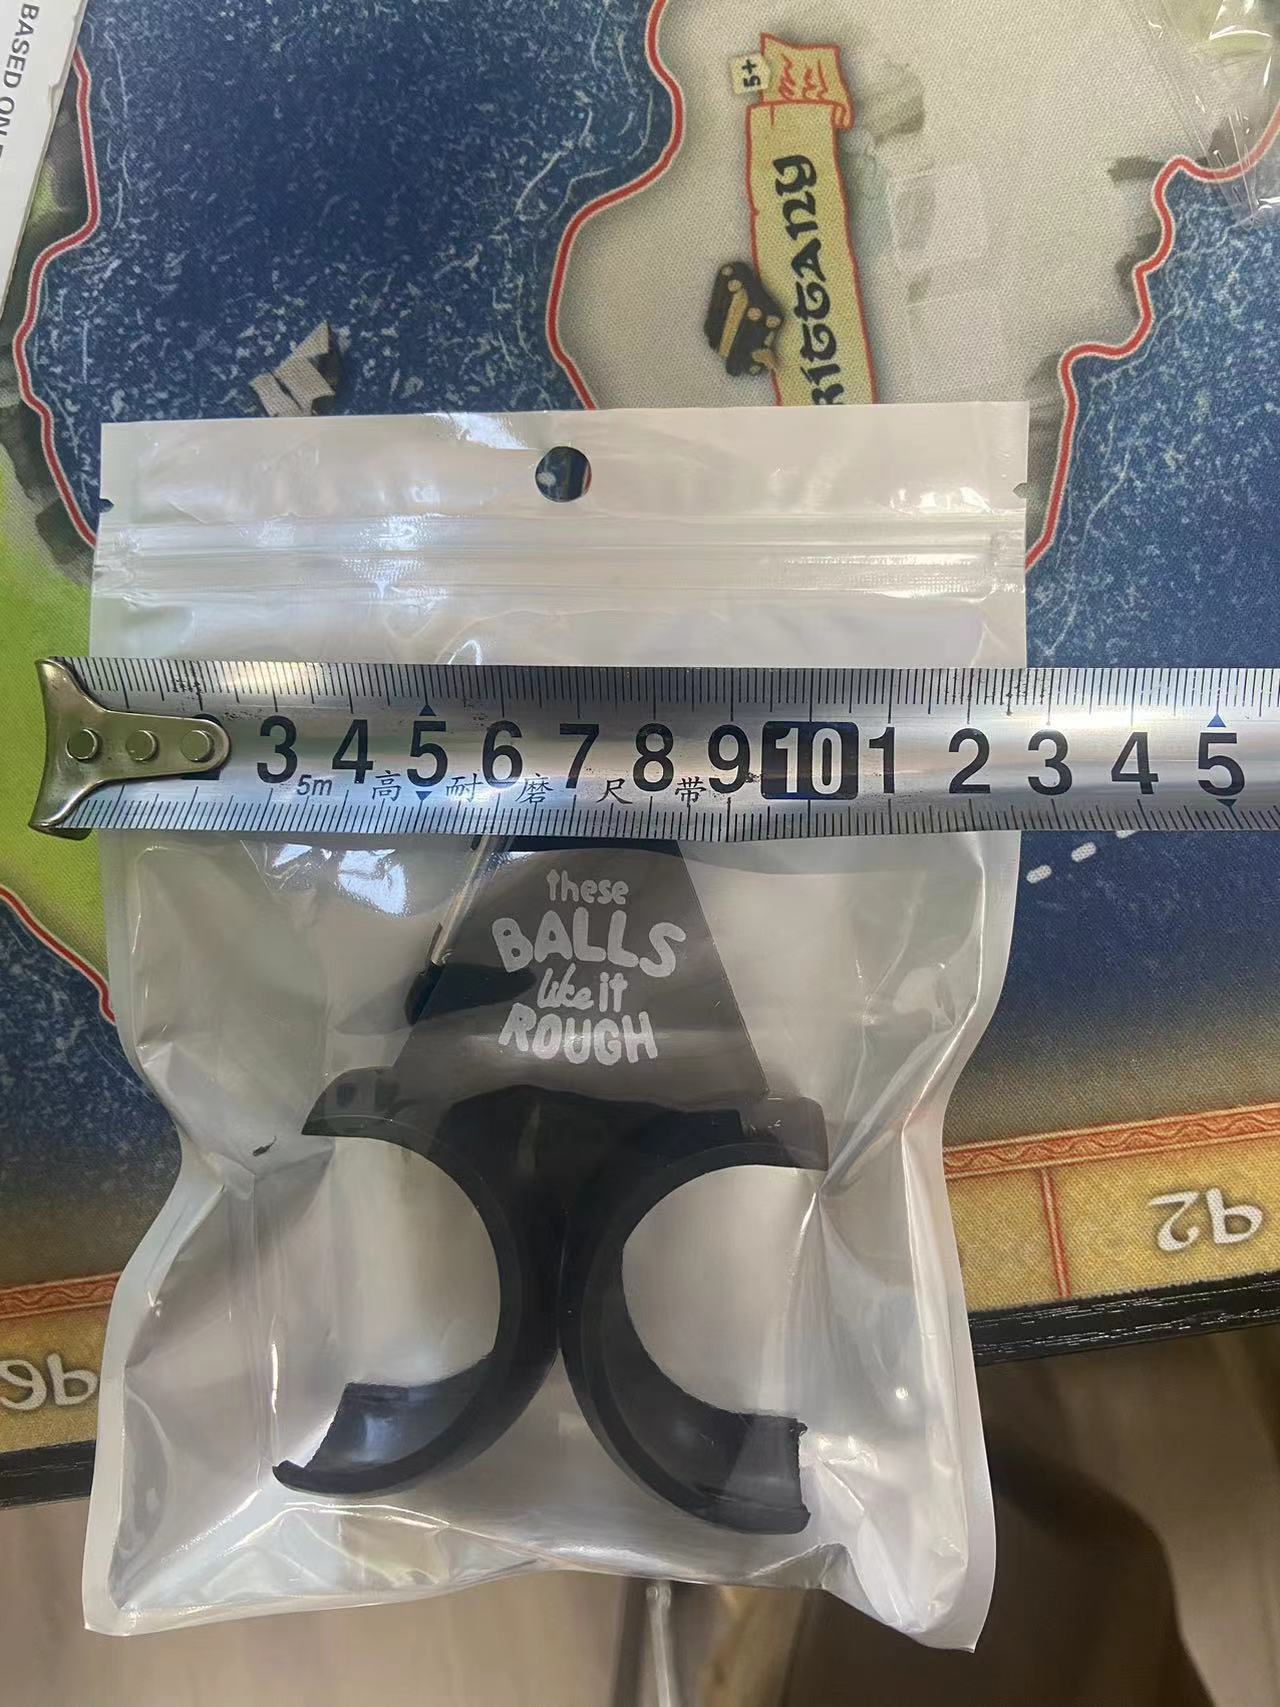 BASED ON
5+
rittany
3 4 5 6 7 8 9 10 1 2 3 4 5
5m 高 耐 磨 尺 带
these
BALLS
like it
ROUGH
92